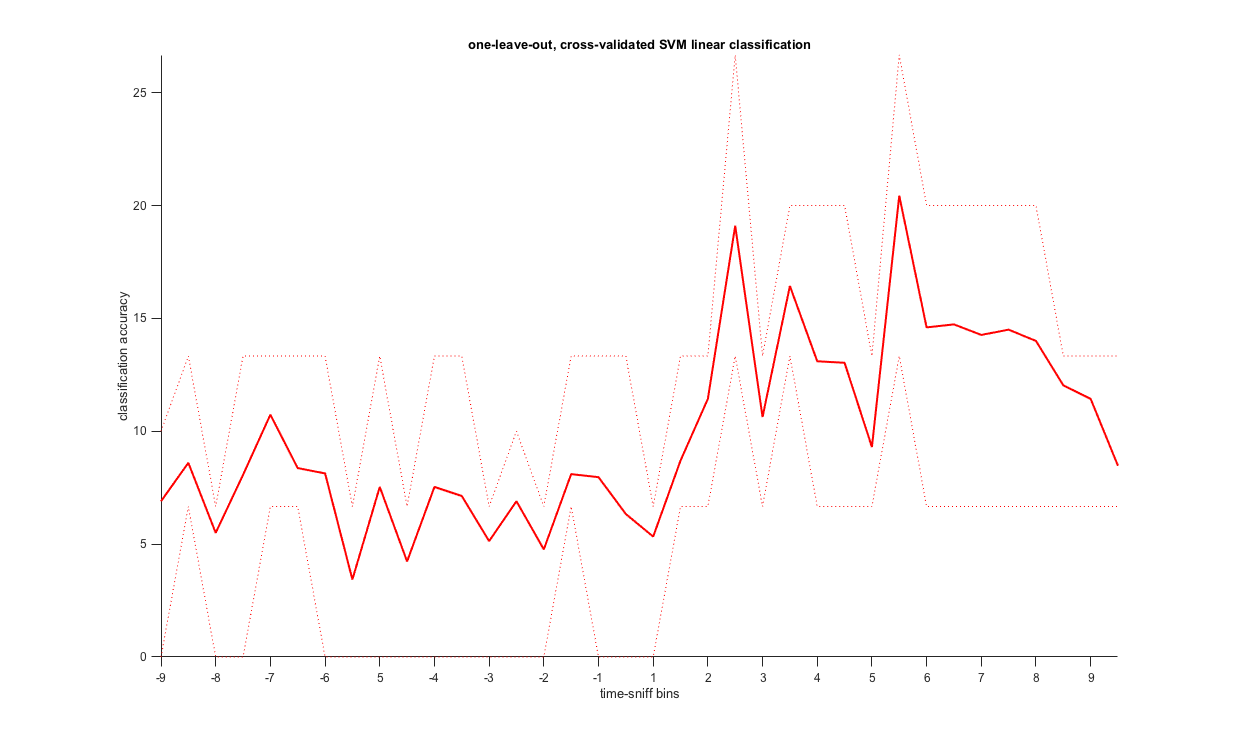 one-leave-out, cross-validated SVM linear classification
25
20
15
10
5
0
classification accuracy
-9 -8 -7 -6 5 -4 -3 -2 -1 1 2 3 4 5 6 7 8 9
time-sniff bins